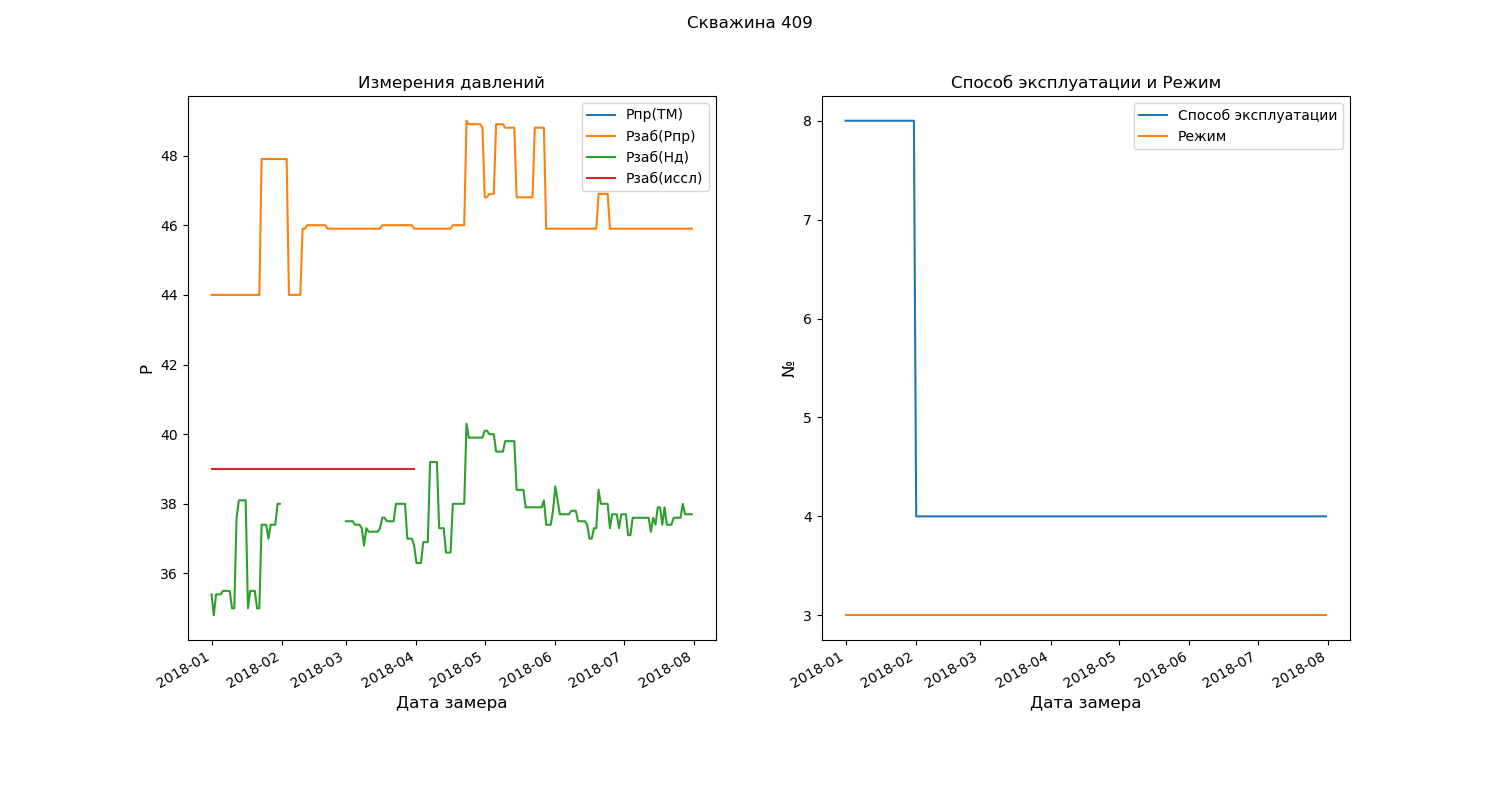 Скважина 409
Измерения давлений
Рпр(ТМ)
Рзаб(Рпр)
Рзаб(Нд)
Рзаб(иссл)
48
46
44
42
40
38
36
Р
2018-01
2018-02
2018-03
2018-04
2018-05
2018-06
2018-07
2018-08
Дата замера
Способ эксплуатации и Режим
Способ эксплуатации
Режим
8
7
6
5
4
3
№
2018-01
2018-02
2018-03
2018-04
2018-05
2018-06
2018-07
2018-08
Дата замера